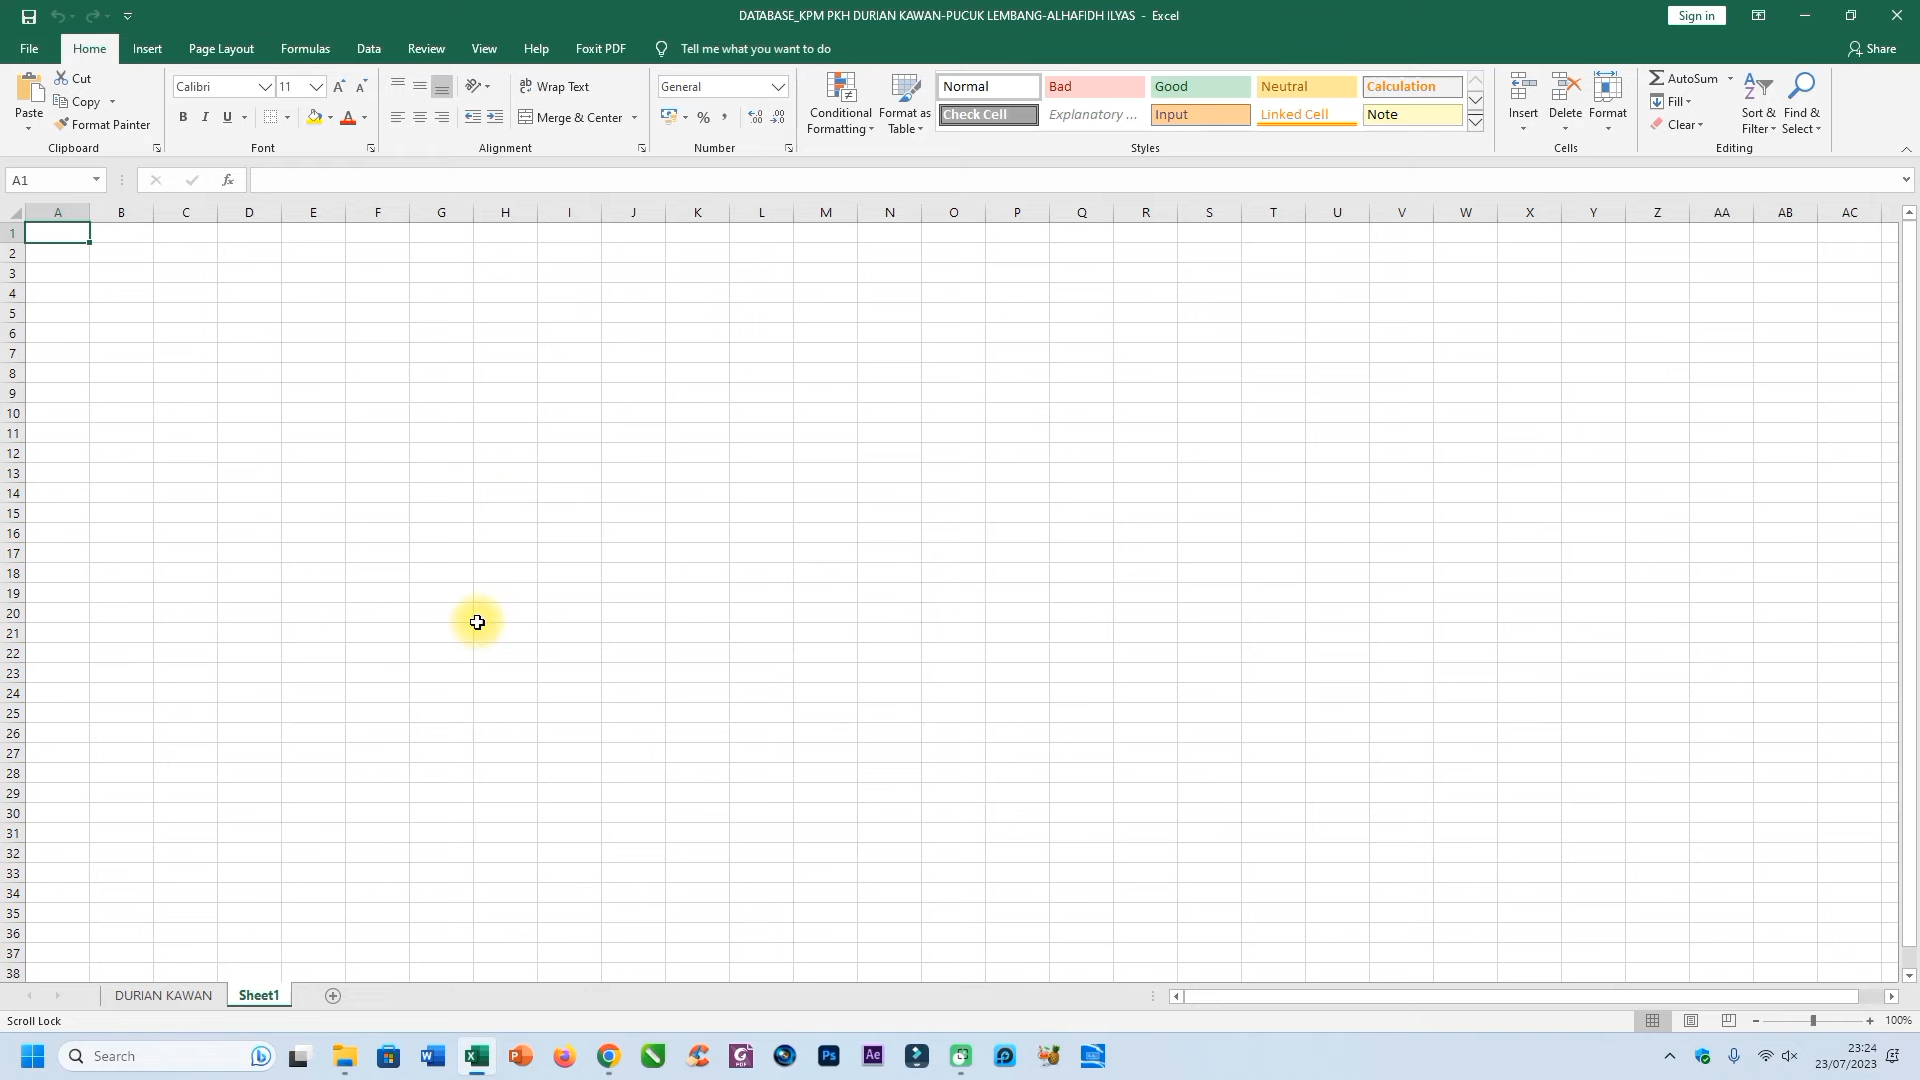 DATABASE_KPM PKH DURIAN KAWAN-PUCUK LEMBANG-ALHAFIDH ILYAS - Excel
Sign in
File Home Insert Page Layout Formulas Data Review View Help Foxit PDF Tell me what you want to do Share
Paste
Cut
Copy
Format Painter
Clipboard
Calibri 11
B I U
Font
Wrap Text
Merge & Center
Alignment
General
%
Number
Conditional Formatting
Format as Table
Normal Bad Good Neutral Calculation
Check Cell Explanatory ... Input Linked Cell Note
Styles
Insert Delete Format
Cells
AutoSum
Fill
Clear
Sort & Filter
Find & Select
Editing
A1
fx
A B C D E F G H I J K L M N O P Q R S T U V W X Y Z AA AB AC
1
2
3
4
5
6
7
8
9
10
11
12
13
14
15
16
17
18
19
20
21
22
23
24
25
26
27
28
29
30
31
32
33
34
35
36
37
38
DURIAN KAWAN Sheet1
Scroll Lock
100%
Search
23:24
23/07/2023